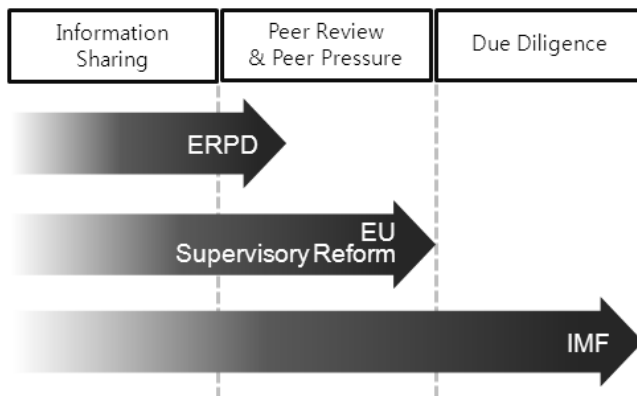 Information
Sharing
Peer Review
& Peer Pressure
Due Diligence
ERPD
EU
Supervisory Reform
IMF